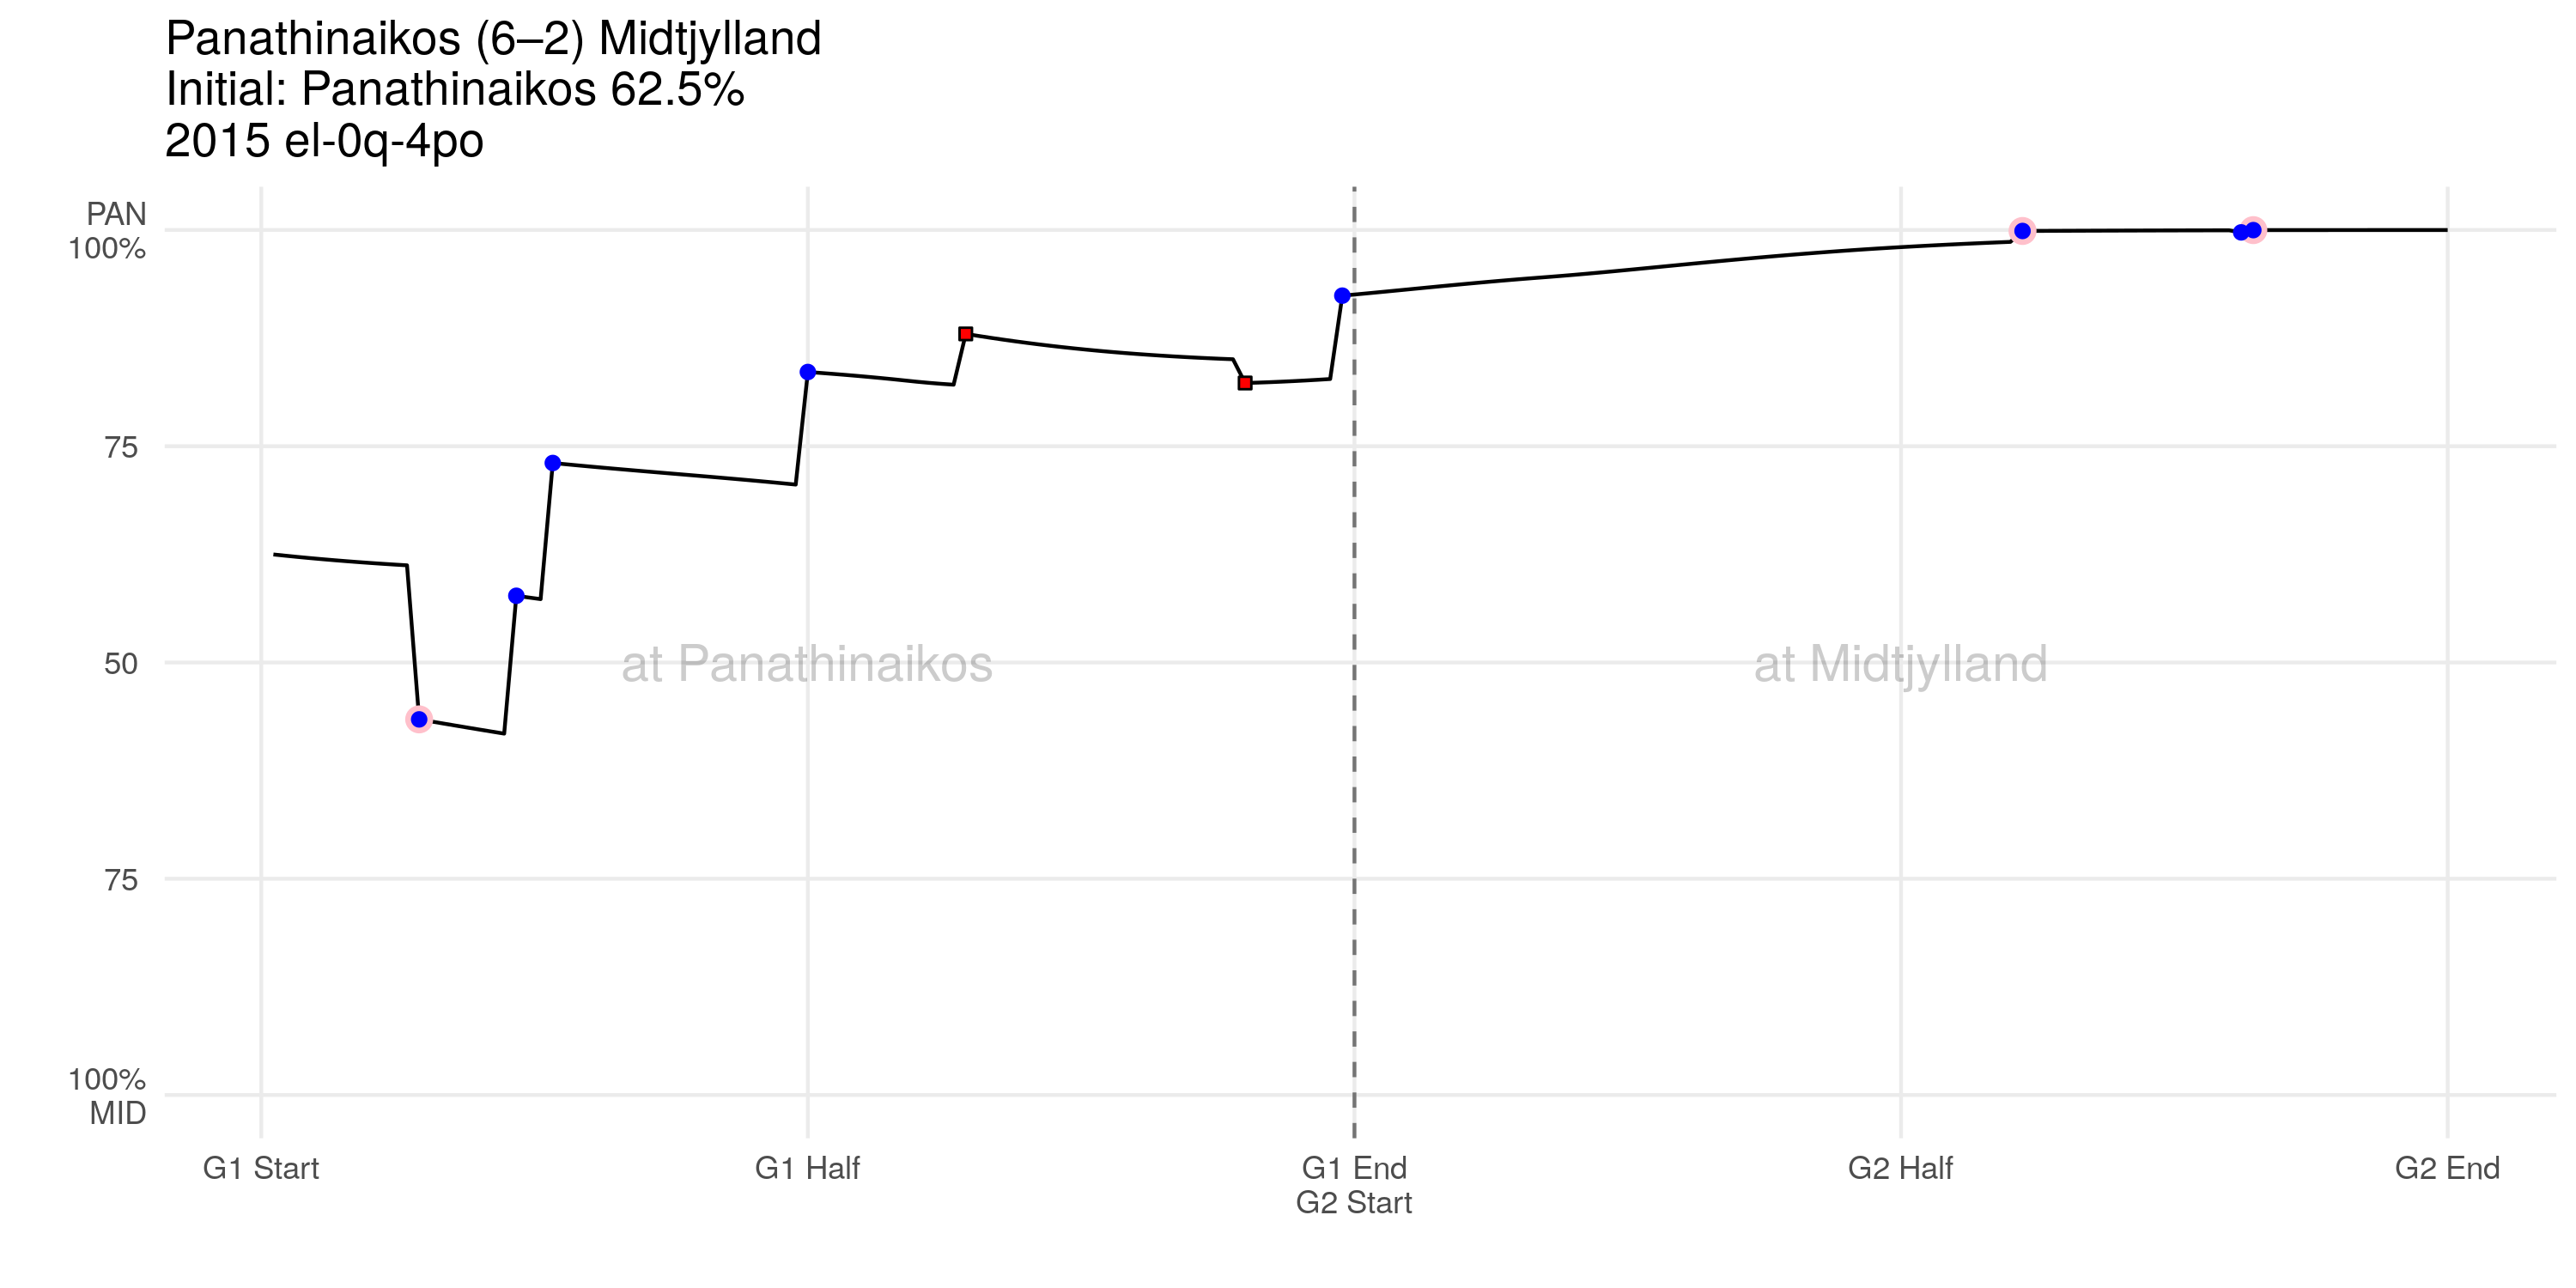 Panathinaikos (6–2) Midtjylland
Initial: Panathinaikos 62.5%
2015 el-0q-4po
PAN
100%
75
50
75
100%
MID
at Panathinaikos
at Midtjylland
G1 Start
G1 Half
G1 End
G2 Start
G2 Half
G2 End